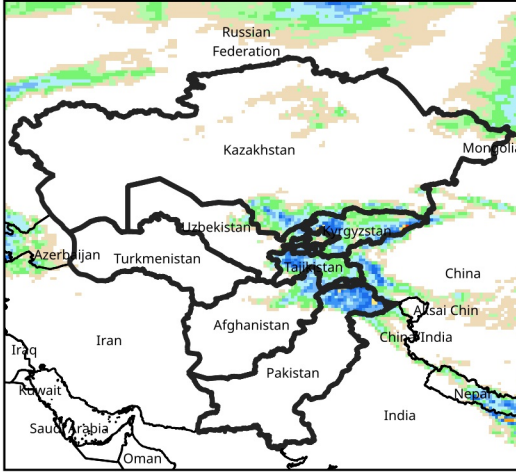 Russian
Federation
Kazakhstan
Mongolia
Uzbekistan
Kyrgyzstan
Azerbaijan
Turkmenistan
Tajikistan
China
Aksai Chin
Afghanistan
China/India
Iran
Iraq
Pakistan
Kuwait
Nepal
India
Saudi Arabia
Oman